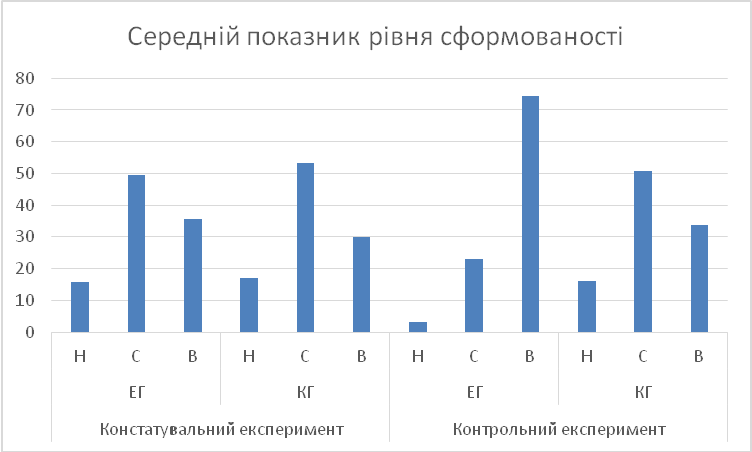 Середній показник рівня сформованості
80
70
60
50
40
30
20
10
0
Н С В Н С В Н С В Н С В
ЕГ КГ ЕГ КГ
Констатувальний експеримент Контрольний експеримент